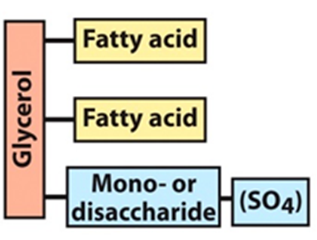 Glycerol
Fatty acid
Fatty acid
Mono- or
disaccharide
(SO4)